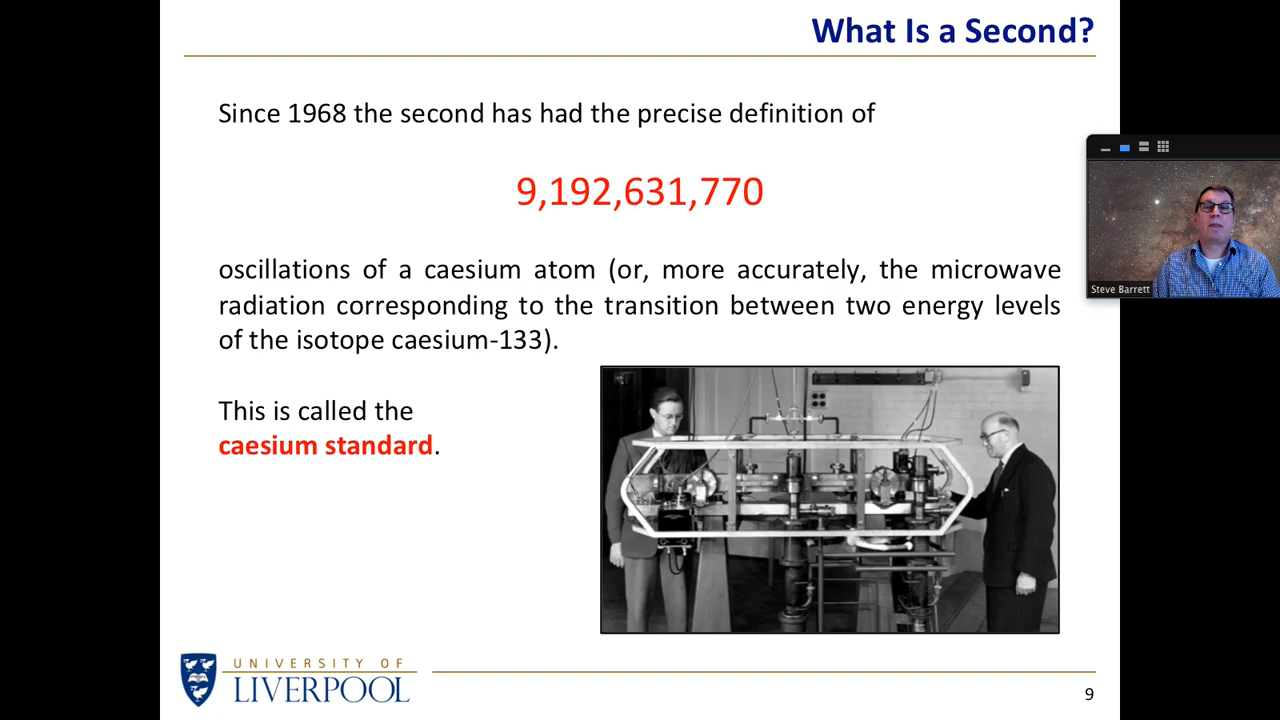 What Is a Second?
Since 1968 the second has had the precise definition of
9,192,631,770
oscillations of a caesium atom (or, more accurately, the microwave
radiation corresponding to the transition between two energy levels
of the isotope caesium-133).
Steve Barrett
This is called the
caesium standard.
UNIVERSITY OF
LIVERPOOL
9